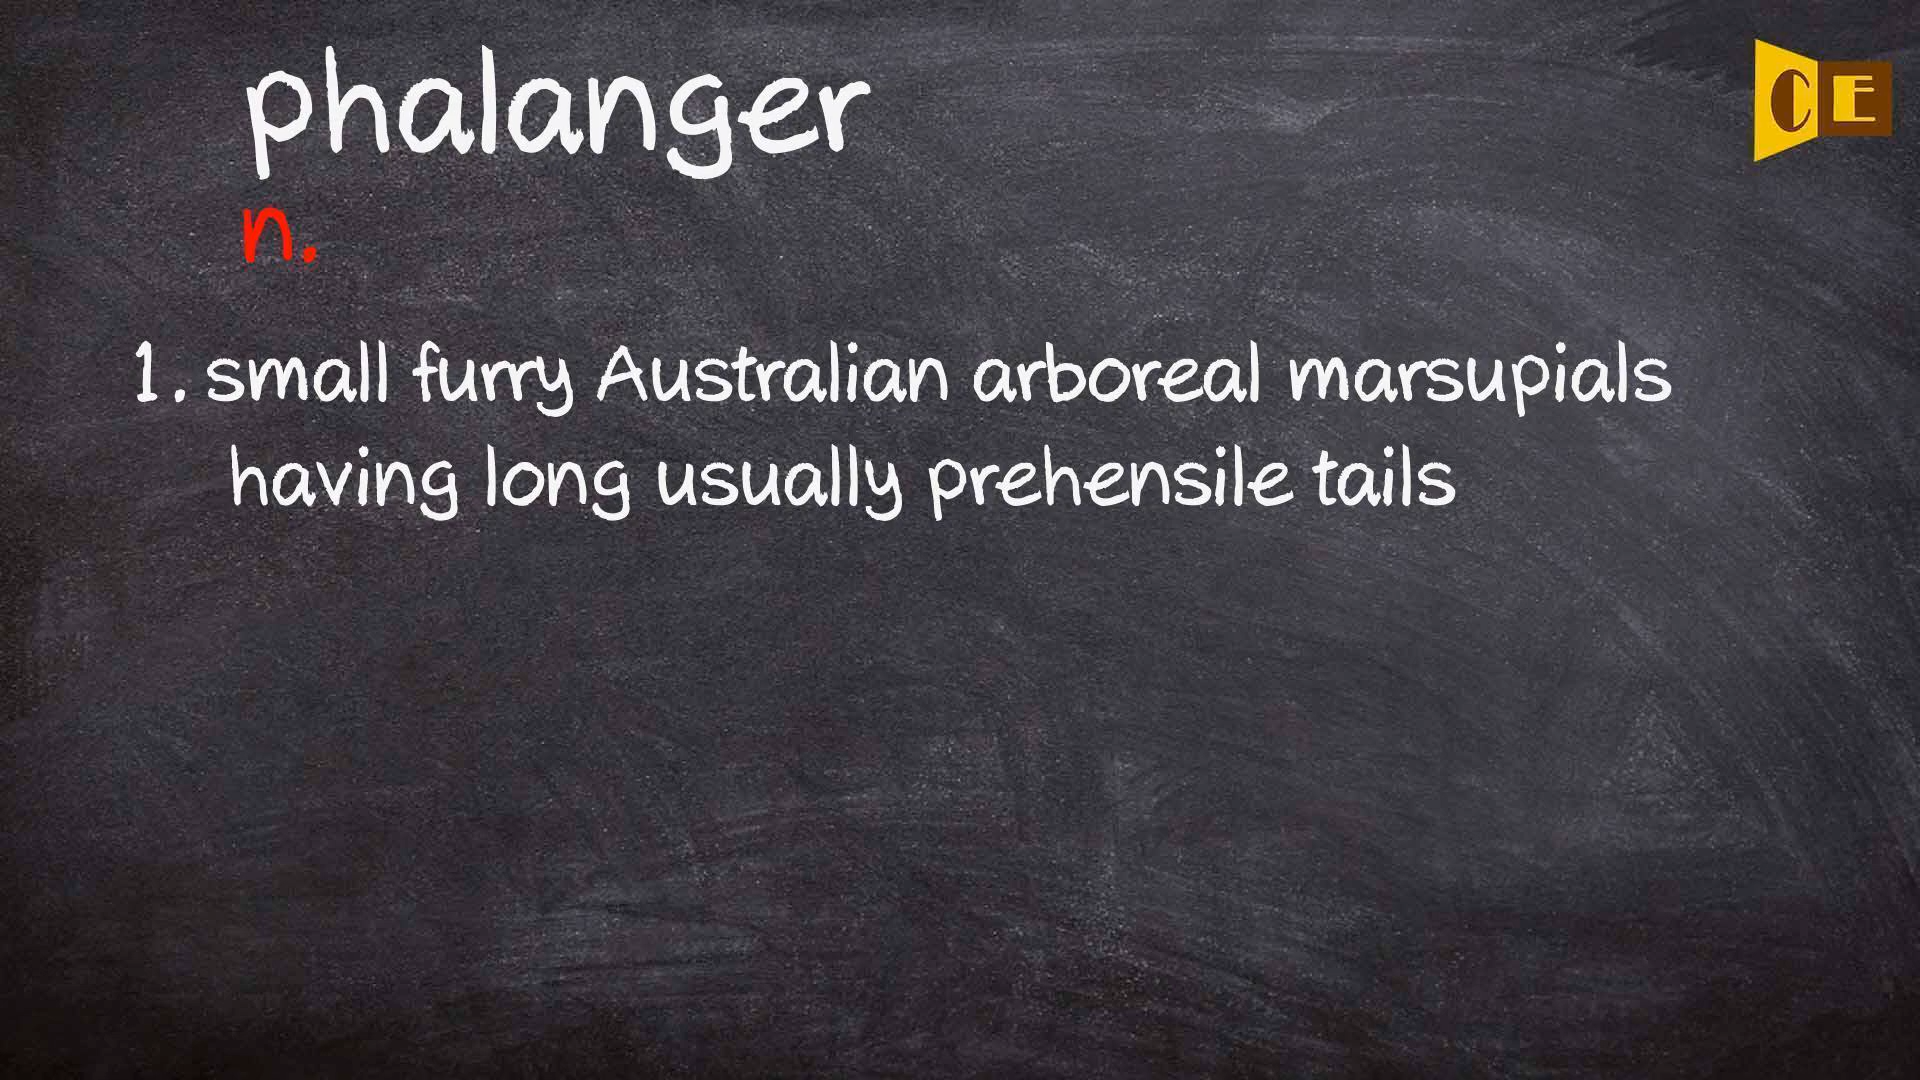 phalanger
n.
1. small furry Australian arboreal marsupials
having long usually prehensile tails
CE